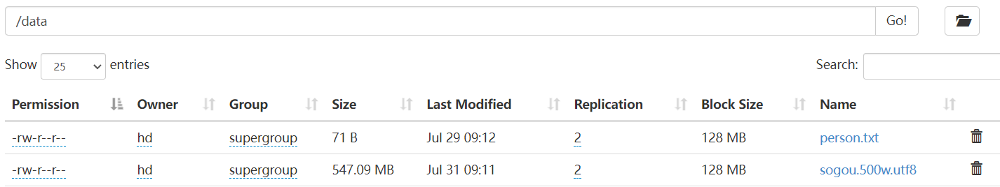 /data Go!
Show 25 entries Search:
Permission Owner Group Size Last Modified Replication Block Size Name
-rw-r--r-- hd supergroup 71 B Jul 29 09:12 2 128 MB person.txt
-rw-r--r-- hd supergroup 547.09 MB Jul 31 09:11 2 128 MB sogou.500w.utf8